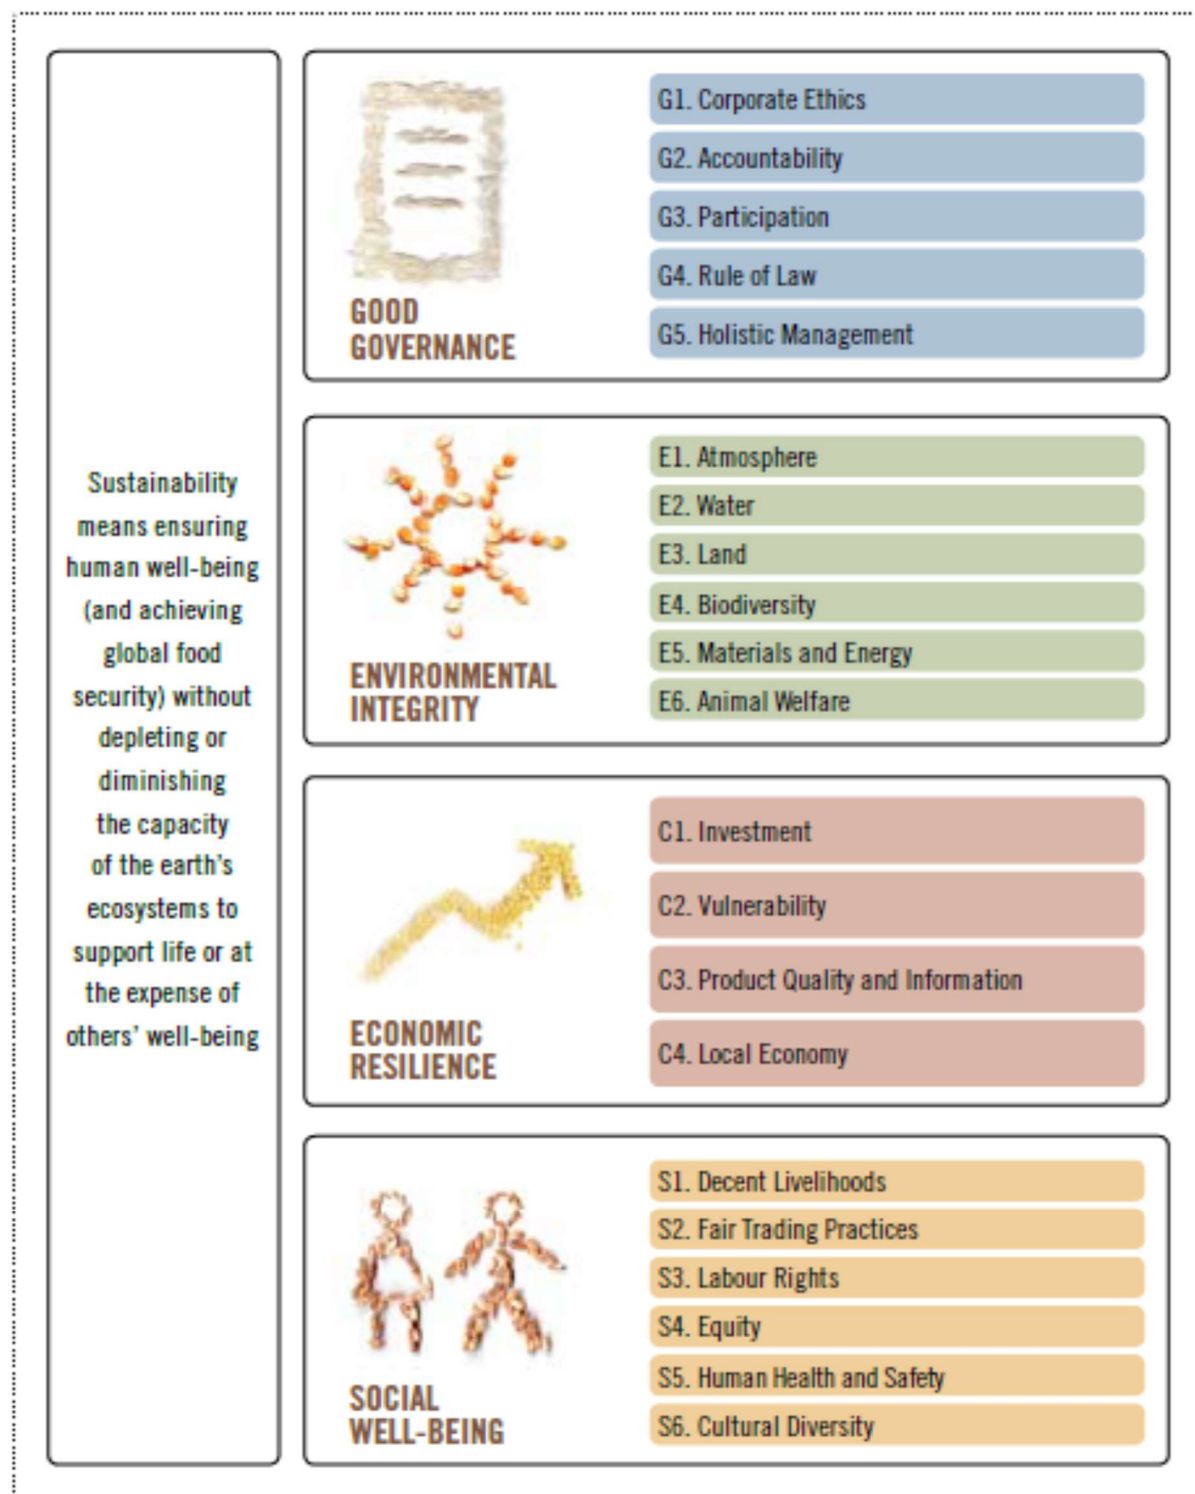 Sustainability
means ensuring
human well-being
(and achieving
global food
security) without
depleting or
diminishing
the capacity
of the earth's
ecosystems to
support life or at
the expense of
others' well-being
GOOD
GOVERNANCE
G1. Corporate Ethics
G2. Accountability
G3. Participation
G4. Rule of Law
G5. Holistic Management
ENVIRONMENTAL
INTEGRITY
E1. Atmosphere
E2. Water
E3. Land
E4. Biodiversity
E5. Materials and Energy
E6. Animal Welfare
ECONOMIC
RESILIENCE
C1. Investment
C2. Vulnerability
C3. Product Quality and Information
C4. Local Economy
SOCIAL
WELL-BEING
S1. Decent Livelihoods
S2. Fair Trading Practices
S3. Labour Rights
S4. Equity
S5. Human Health and Safety
S6. Cultural Diversity